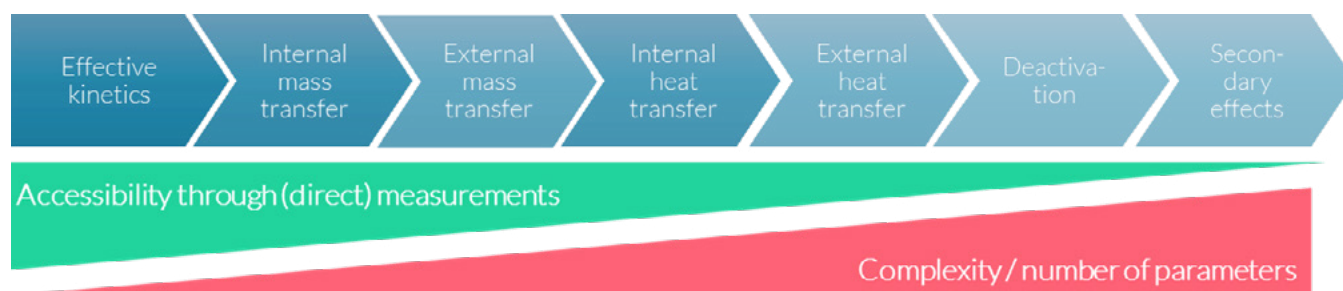 Effective
kinetics
Internal
mass
transfer
External
mass
transfer
Internal
heat
transfer
External
heat
transfer
Deactiva-
tion
Secon-
dary
effects
Accessibility through (direct) measurements
Complexity / number of parameters